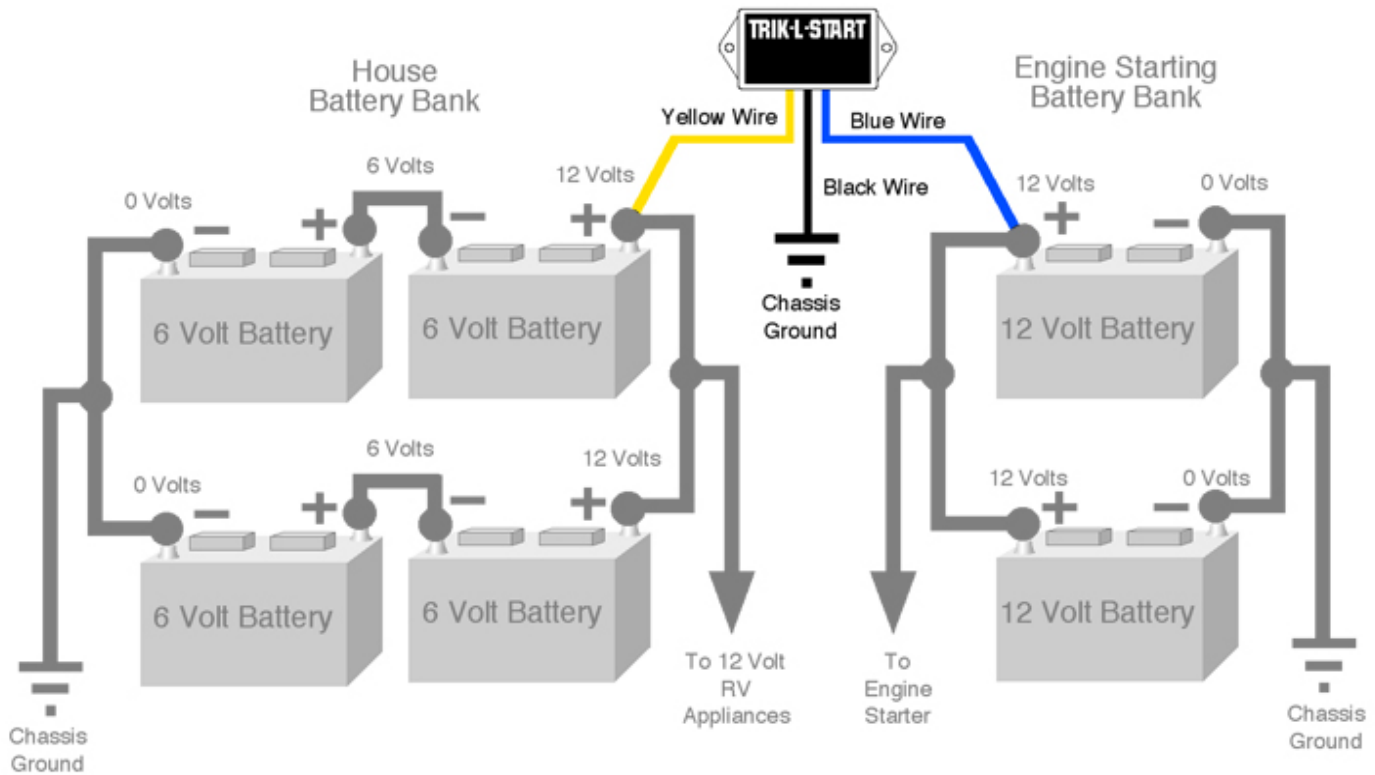 TRIK-L-START
House
Battery Bank
Engine Starting
Battery Bank
Yellow Wire
Blue Wire
Black Wire
Chassis
Ground
0 Volts
−
+
6 Volts
−
+
12 Volts
6 Volt Battery
6 Volt Battery
12 Volts
+
−
0 Volts
12 Volt Battery
0 Volts
−
+
6 Volts
−
+
12 Volts
6 Volt Battery
6 Volt Battery
12 Volts
+
−
0 Volts
12 Volt Battery
To 12 Volt
RV
Appliances
To
Engine
Starter
Chassis
Ground
Chassis
Ground